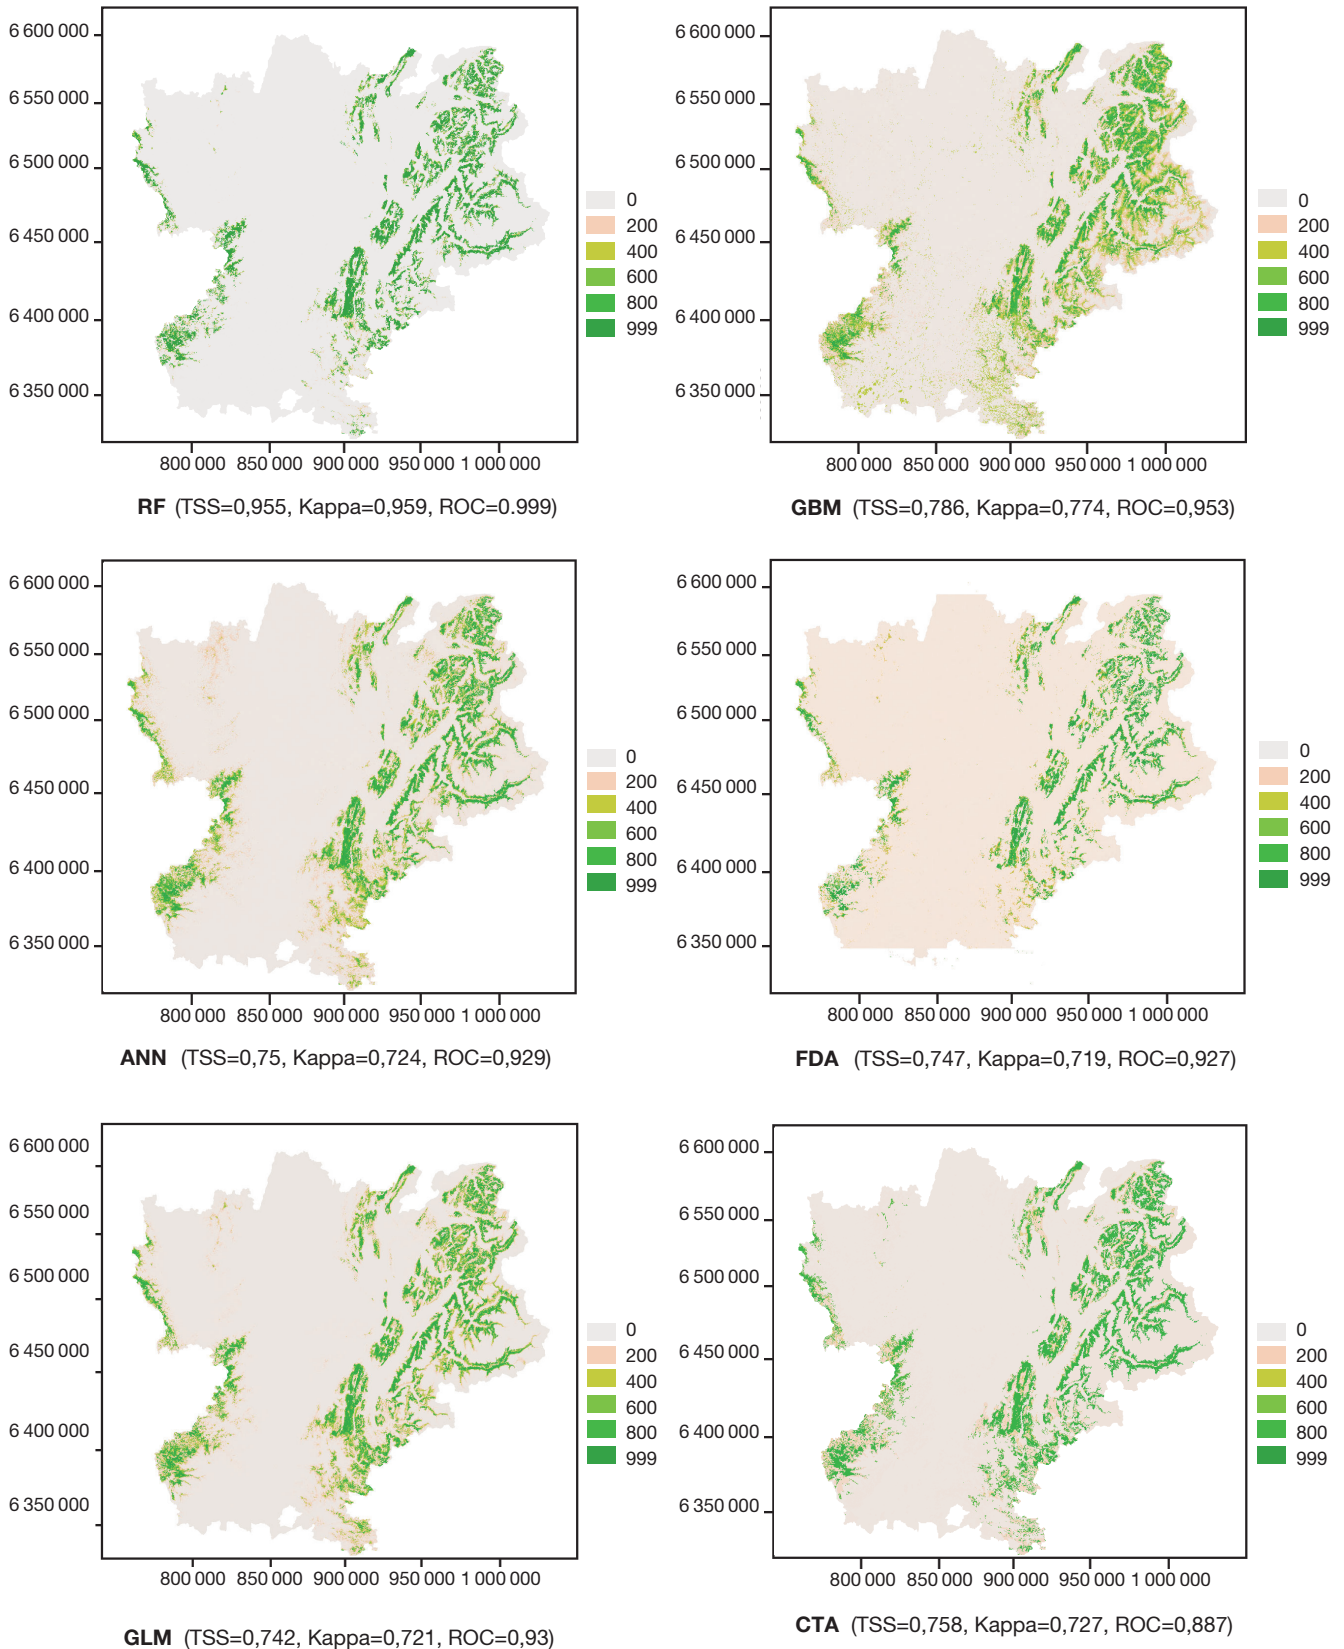 6 600 000
6 550 000
6 500 000
6 450 000
6 400 000
6 350 000
800 000 850 000 900 000 950 000 1 000 000
0
200
400
600
800
999
RF (TSS=0,955, Kappa=0,959, ROC=0.999)
6 600 000
6 550 000
6 500 000
6 450 000
6 400 000
6 350 000
800 000 850 000 900 000 950 000 1 000 000
0
200
400
600
800
999
GBM (TSS=0,786, Kappa=0,774, ROC=0,953)
6 600 000
6 550 000
6 500 000
6 450 000
6 400 000
6 350 000
800 000 850 000 900 000 950 000 1 000 000
0
200
400
600
800
999
ANN (TSS=0,75, Kappa=0,724, ROC=0,929)
6 600 000
6 550 000
6 500 000
6 450 000
6 400 000
6 350 000
800 000 850 000 900 000 950 000 1 000 000
0
200
400
600
800
999
FDA (TSS=0,747, Kappa=0,719, ROC=0,927)
6 600 000
6 550 000
6 500 000
6 450 000
6 400 000
6 350 000
800 000 850 000 900 000 950 000 1 000 000
0
200
400
600
800
999
GLM (TSS=0,742, Kappa=0,721, ROC=0,93)
6 600 000
6 550 000
6 500 000
6 450 000
6 400 000
6 350 000
800 000 850 000 900 000 950 000 1 000 000
0
200
400
600
800
999
CTA (TSS=0,758, Kappa=0,727, ROC=0,887)